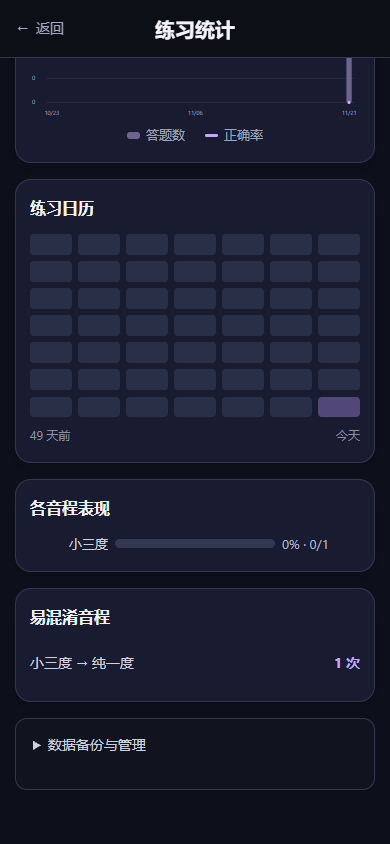 ← 返回
练习统计
0
0
10/23 11/06 11/21
答题数 正确率
练习日历
49 天前 今天
各音程表现
小三度 0% · 0/1
易混淆音程
小三度 → 纯一度 1 次
▶ 数据备份与管理